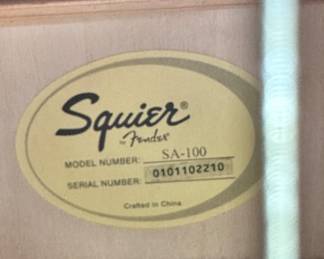 Squier®
by Fender
MODEL NUMBER: SA-100
SERIAL NUMBER: 0101102210
Crafted in China